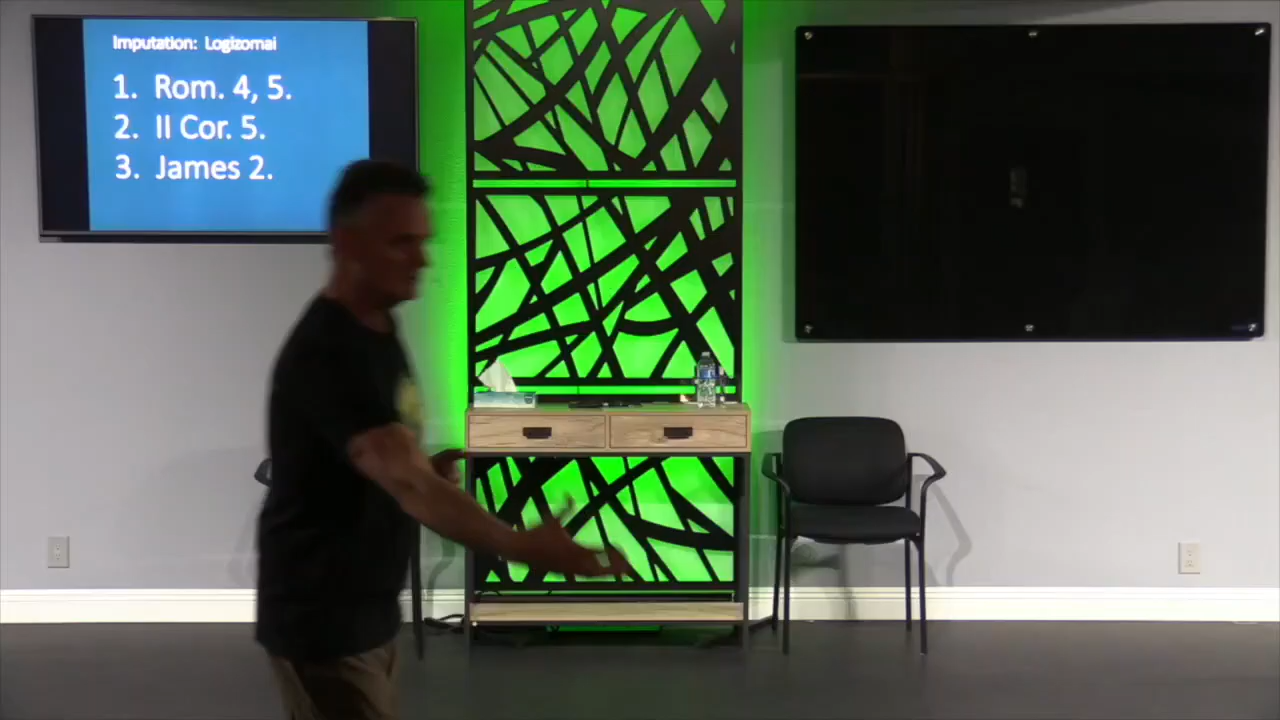 Imputation: Logizomai
1. Rom. 4, 5.
2. II Cor. 5.
3. James 2.